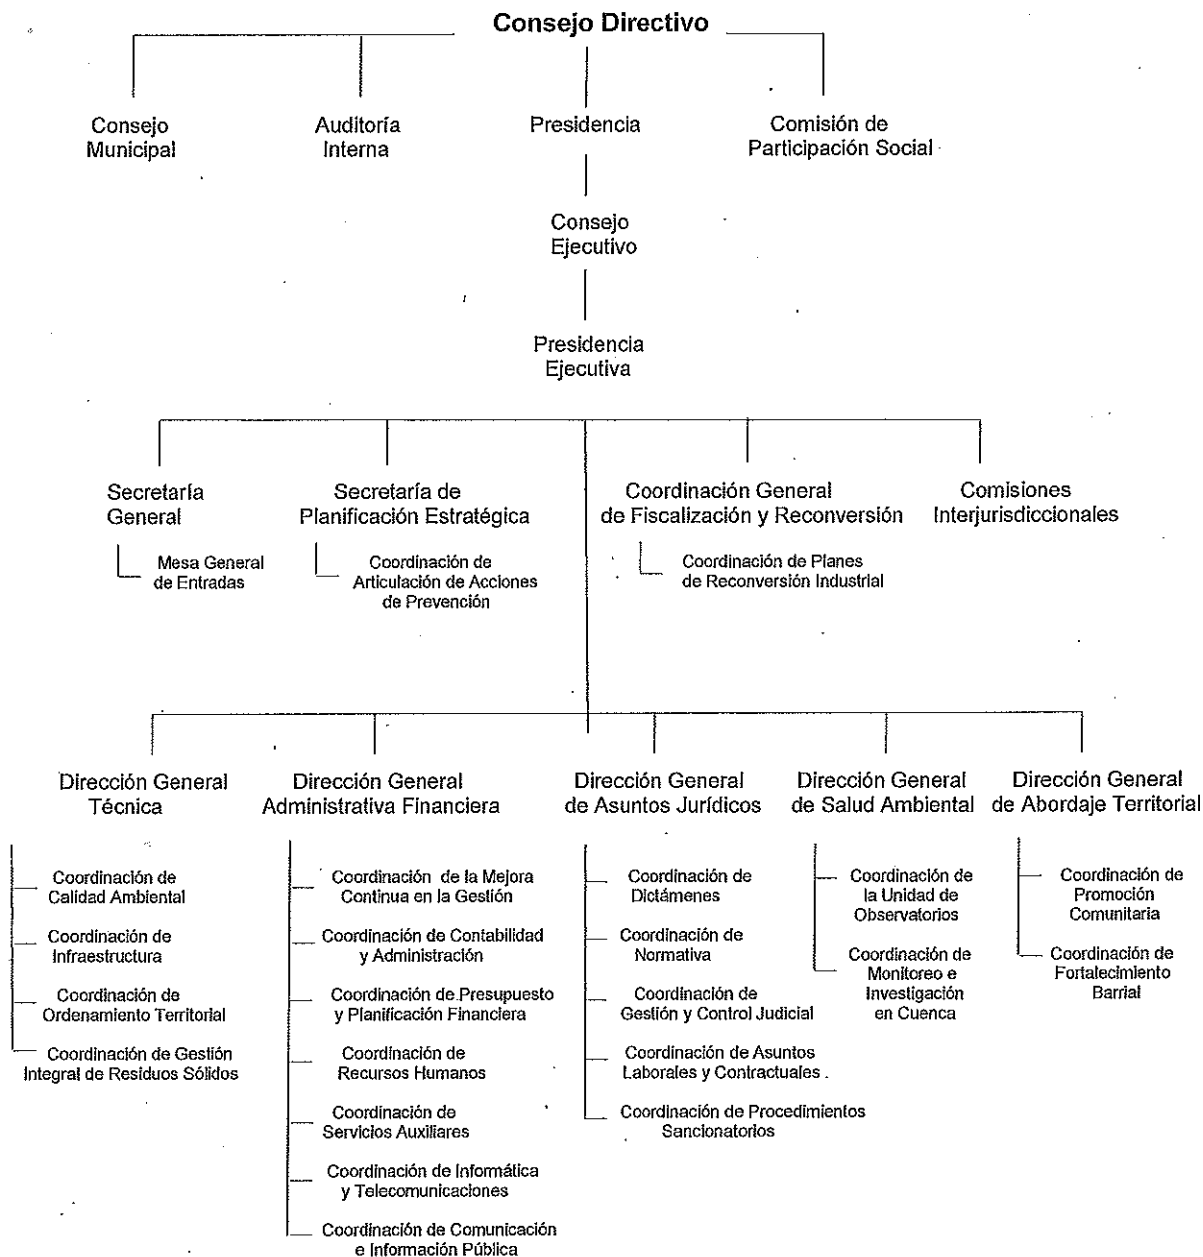 Consejo Directivo
Consejo
Municipal
Auditoría
Interna
Presidencia
Comisión de
Participación Social
Consejo
Ejecutivo
Presidencia
Ejecutiva
Secretaría
General
Mesa General
de Entradas
Secretaría de
Planificación Estratégica
Coordinación de
Articulación de Acciones
de Prevención
Coordinación General
de Fiscalización y Reconversión
Coordinación de Planes
de Reconversión Industrial
Comisiones
Interjurisdiccionales
Dirección General
Técnica
Coordinación de
Calidad Ambiental
Coordinación de
Infraestructura
Coordinación de
Ordenamiento Territorial
Coordinación de Gestión
Integral de Residuos Sólidos
Dirección General
Administrativa Financiera
Coordinación de la Mejora
Continua en la Gestión
Coordinación de Contabilidad
y Administración
Coordinación de Presupuesto
y Planificación Financiera
Coordinación de
Recursos Humanos
Coordinación de
Servicios Auxiliares
Coordinación de Informática
y Telecomunicaciones
Coordinación de Comunicación
e Información Pública
Dirección General
de Asuntos Jurídicos
Coordinación de
Dictámenes
Coordinación de
Normativa
Coordinación de
Gestión y Control Judicial
Coordinación de Asuntos
Laborales y Contractuales
Coordinación de Procedimientos
Sancionatorios
Dirección General
de Salud Ambiental
Coordinación de
la Unidad de
Observatorios
Coordinación de
Monitoreo e
Investigación
en Cuenca
Dirección General
de Abordaje Territorial
Coordinación de
Promoción
Comunitaria
Coordinación de
Fortalecimiento
Barrial